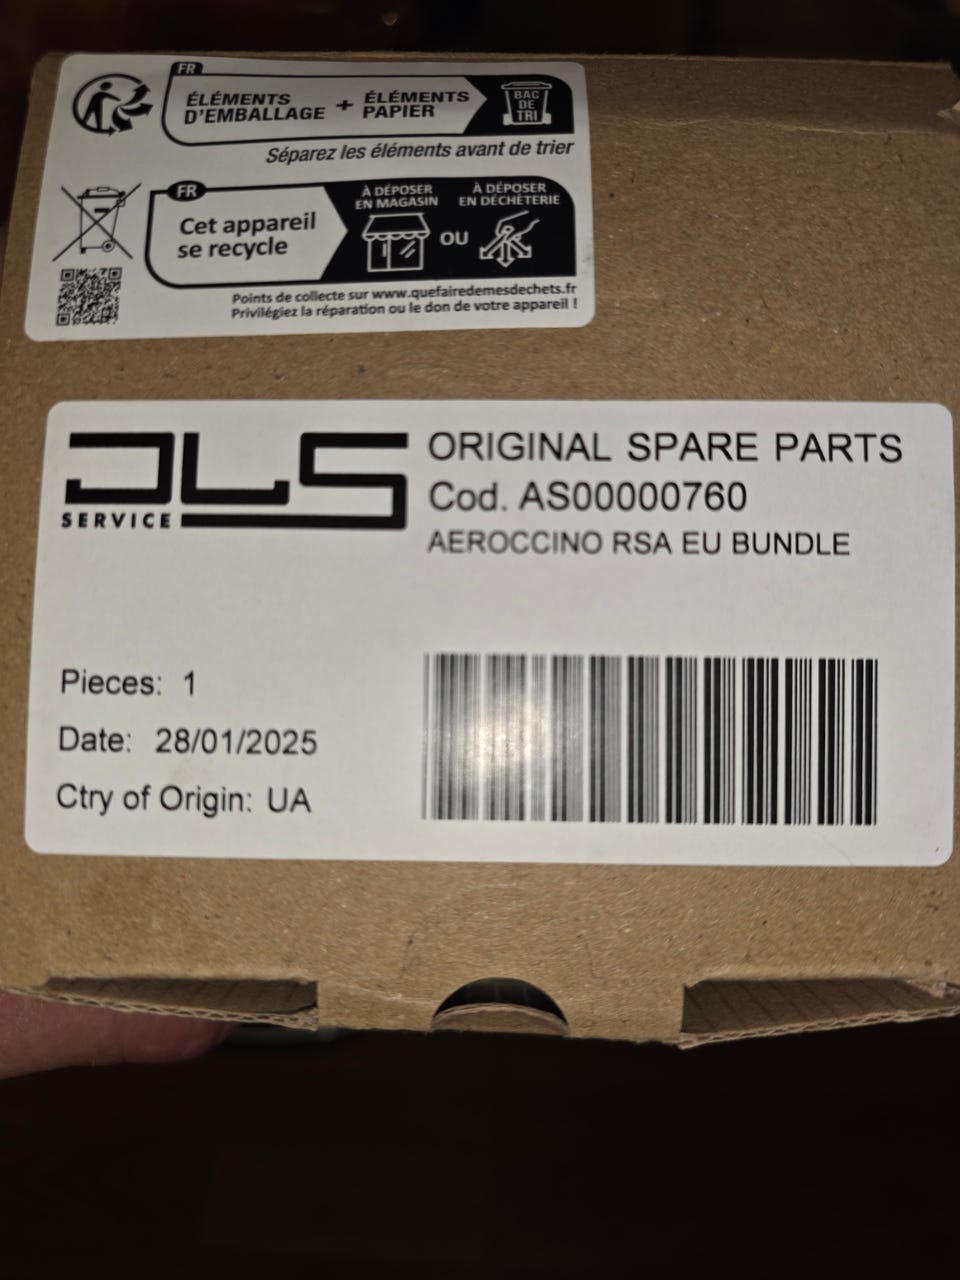 FR
ÉLÉMENTS
D'EMBALLAGE + ÉLÉMENTS
PAPIER
BAC
DE
TRI
Séparez les éléments avant de trier
FR
Cet appareil
se recycle
À DÉPOSER
EN MAGASIN
OU
À DÉPOSER
EN DÉCHÈTERIE
Points de collecte sur www.quefairedemesdechets.fr
Privilégiez la réparation ou le don de votre appareil !
DLS
SERVICE
ORIGINAL SPARE PARTS
Cod. AS00000760
AEROCCINO RSA EU BUNDLE
Pieces: 1
Date: 28/01/2025
Ctry of Origin: UA